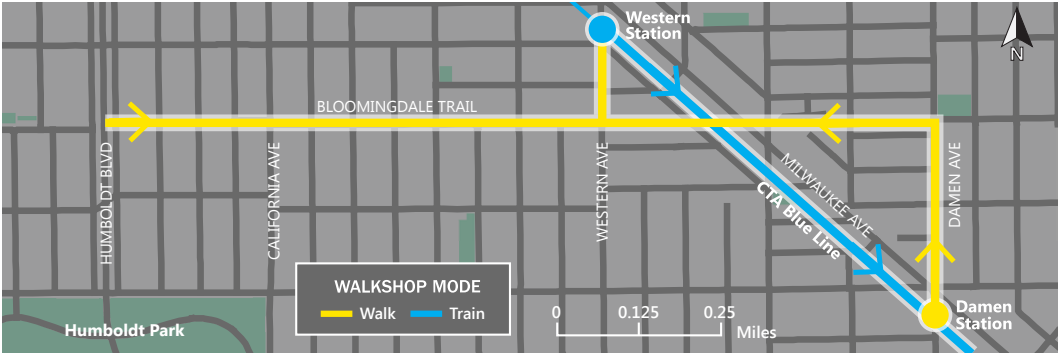 Western
Station
N
BLOOMINGDALE TRAIL
HUMBOLDT BLVD
CALIFORNIA AVE
WESTERN AVE
MILWAUKEE AVE
CTA Blue Line
DAMEN AVE
WALKSHOP MODE
Walk Train
0 0.125 0.25
Miles
Damen
Station
Humboldt Park